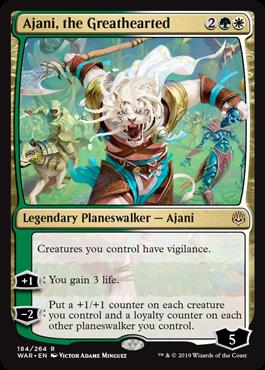 Ajani, the Greathearted 2
Legendary Planeswalker — Ajani
Creatures you control have vigilance.
+1: You gain 3 life.
Put a +1/+1 counter on each creature
-2: you control and a loyalty counter on
each other planeswalker you control.
5
184/264 R
WAR • EN Victor Adame Minguez
™ & © 2019 Wizards of the Coast